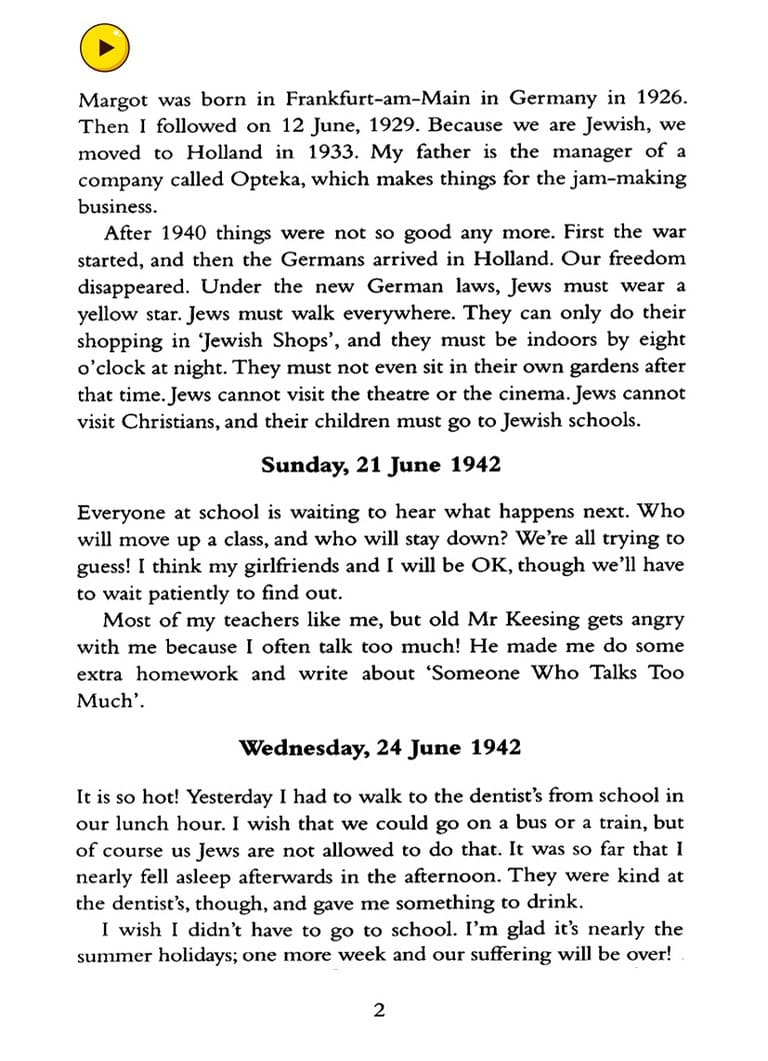 Margot was born in Frankfurt-am-Main in Germany in 1926.
Then I followed on 12 June, 1929. Because we are Jewish, we
moved to Holland in 1933. My father is the manager of a
company called Opteka, which makes things for the jam-making
business.
After 1940 things were not so good any more. First the war
started, and then the Germans arrived in Holland. Our freedom
disappeared. Under the new German laws, Jews must wear a
yellow star. Jews must walk everywhere. They can only do their
shopping in ‘Jewish Shops’, and they must be indoors by eight
o’clock at night. They must not even sit in their own gardens after
that time. Jews cannot visit the theatre or the cinema. Jews cannot
visit Christians, and their children must go to Jewish schools.
Sunday, 21 June 1942
Everyone at school is waiting to hear what happens next. Who
will move up a class, and who will stay down? We’re all trying to
guess! I think my girlfriends and I will be OK, though we’ll have
to wait patiently to find out.
Most of my teachers like me, but old Mr Keesing gets angry
with me because I often talk too much! He made me do some
extra homework and write about ‘Someone Who Talks Too
Much’.
Wednesday, 24 June 1942
It is so hot! Yesterday I had to walk to the dentist’s from school in
our lunch hour. I wish that we could go on a bus or a train, but
of course us Jews are not allowed to do that. It was so far that I
nearly fell asleep afterwards in the afternoon. They were kind at
the dentist’s, though, and gave me something to drink.
I wish I didn’t have to go to school. I’m glad it’s nearly the
summer holidays; one more week and our suffering will be over!
2